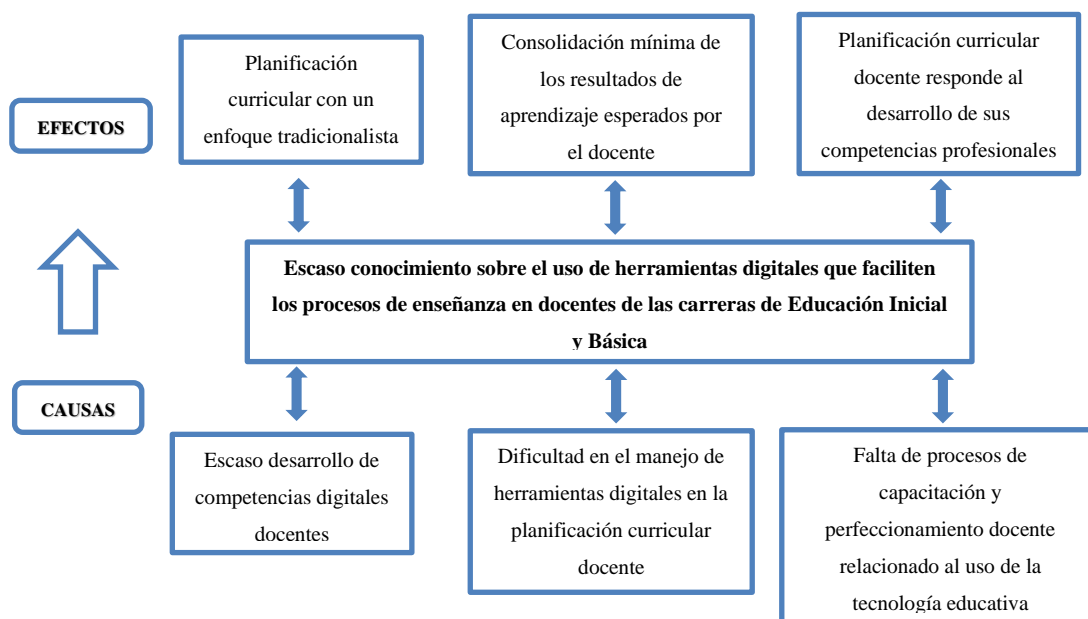 Planificación
curricular con un
enfoque tradicionalista
Consolidación mínima de
los resultados de
aprendizaje esperados por
el docente
Planificación curricular
docente responde al
desarrollo de sus
competencias profesionales
EFECTOS
Escaso conocimiento sobre el uso de herramientas digitales que faciliten
los procesos de enseñanza en docentes de las carreras de Educación Inicial
y Básica
CAUSAS
Escaso desarrollo de
competencias digitales
docentes
Dificultad en el manejo de
herramientas digitales en la
planificación curricular
docente
Falta de procesos de
capacitación y
perfeccionamiento docente
relacionado al uso de la
tecnología educativa